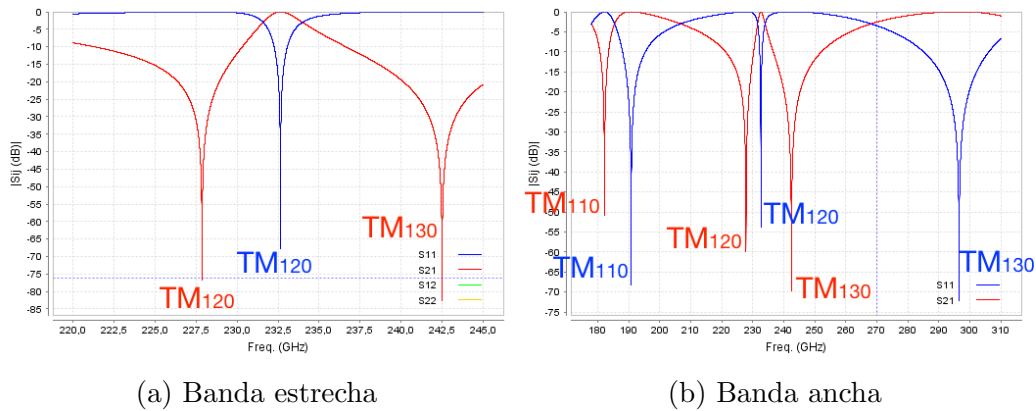 0
-5
-10
-15
-20
-25
-30
-35
-40
-45
-50
-55
-60
-65
-70
-75
-80
-85
|Sij (dB)|
TM120
TM120
TM130
S11
S21
S12
S22
220,0 222,5 225,0 227,5 230,0 232,5 235,0 237,5 240,0 242,5 245,0
Freq. (GHz)
(a) Banda estrecha
0
-5
-10
-15
-20
-25
-30
-35
-40
-45
-50
-55
-60
-65
-70
-75
|Sij (dB)|
TM110
TM110
TM120
TM120
TM130
TM130
S11
S21
180 190 200 210 220 230 240 250 260 270 280 290 300 310
Freq. (GHz)
(b) Banda ancha